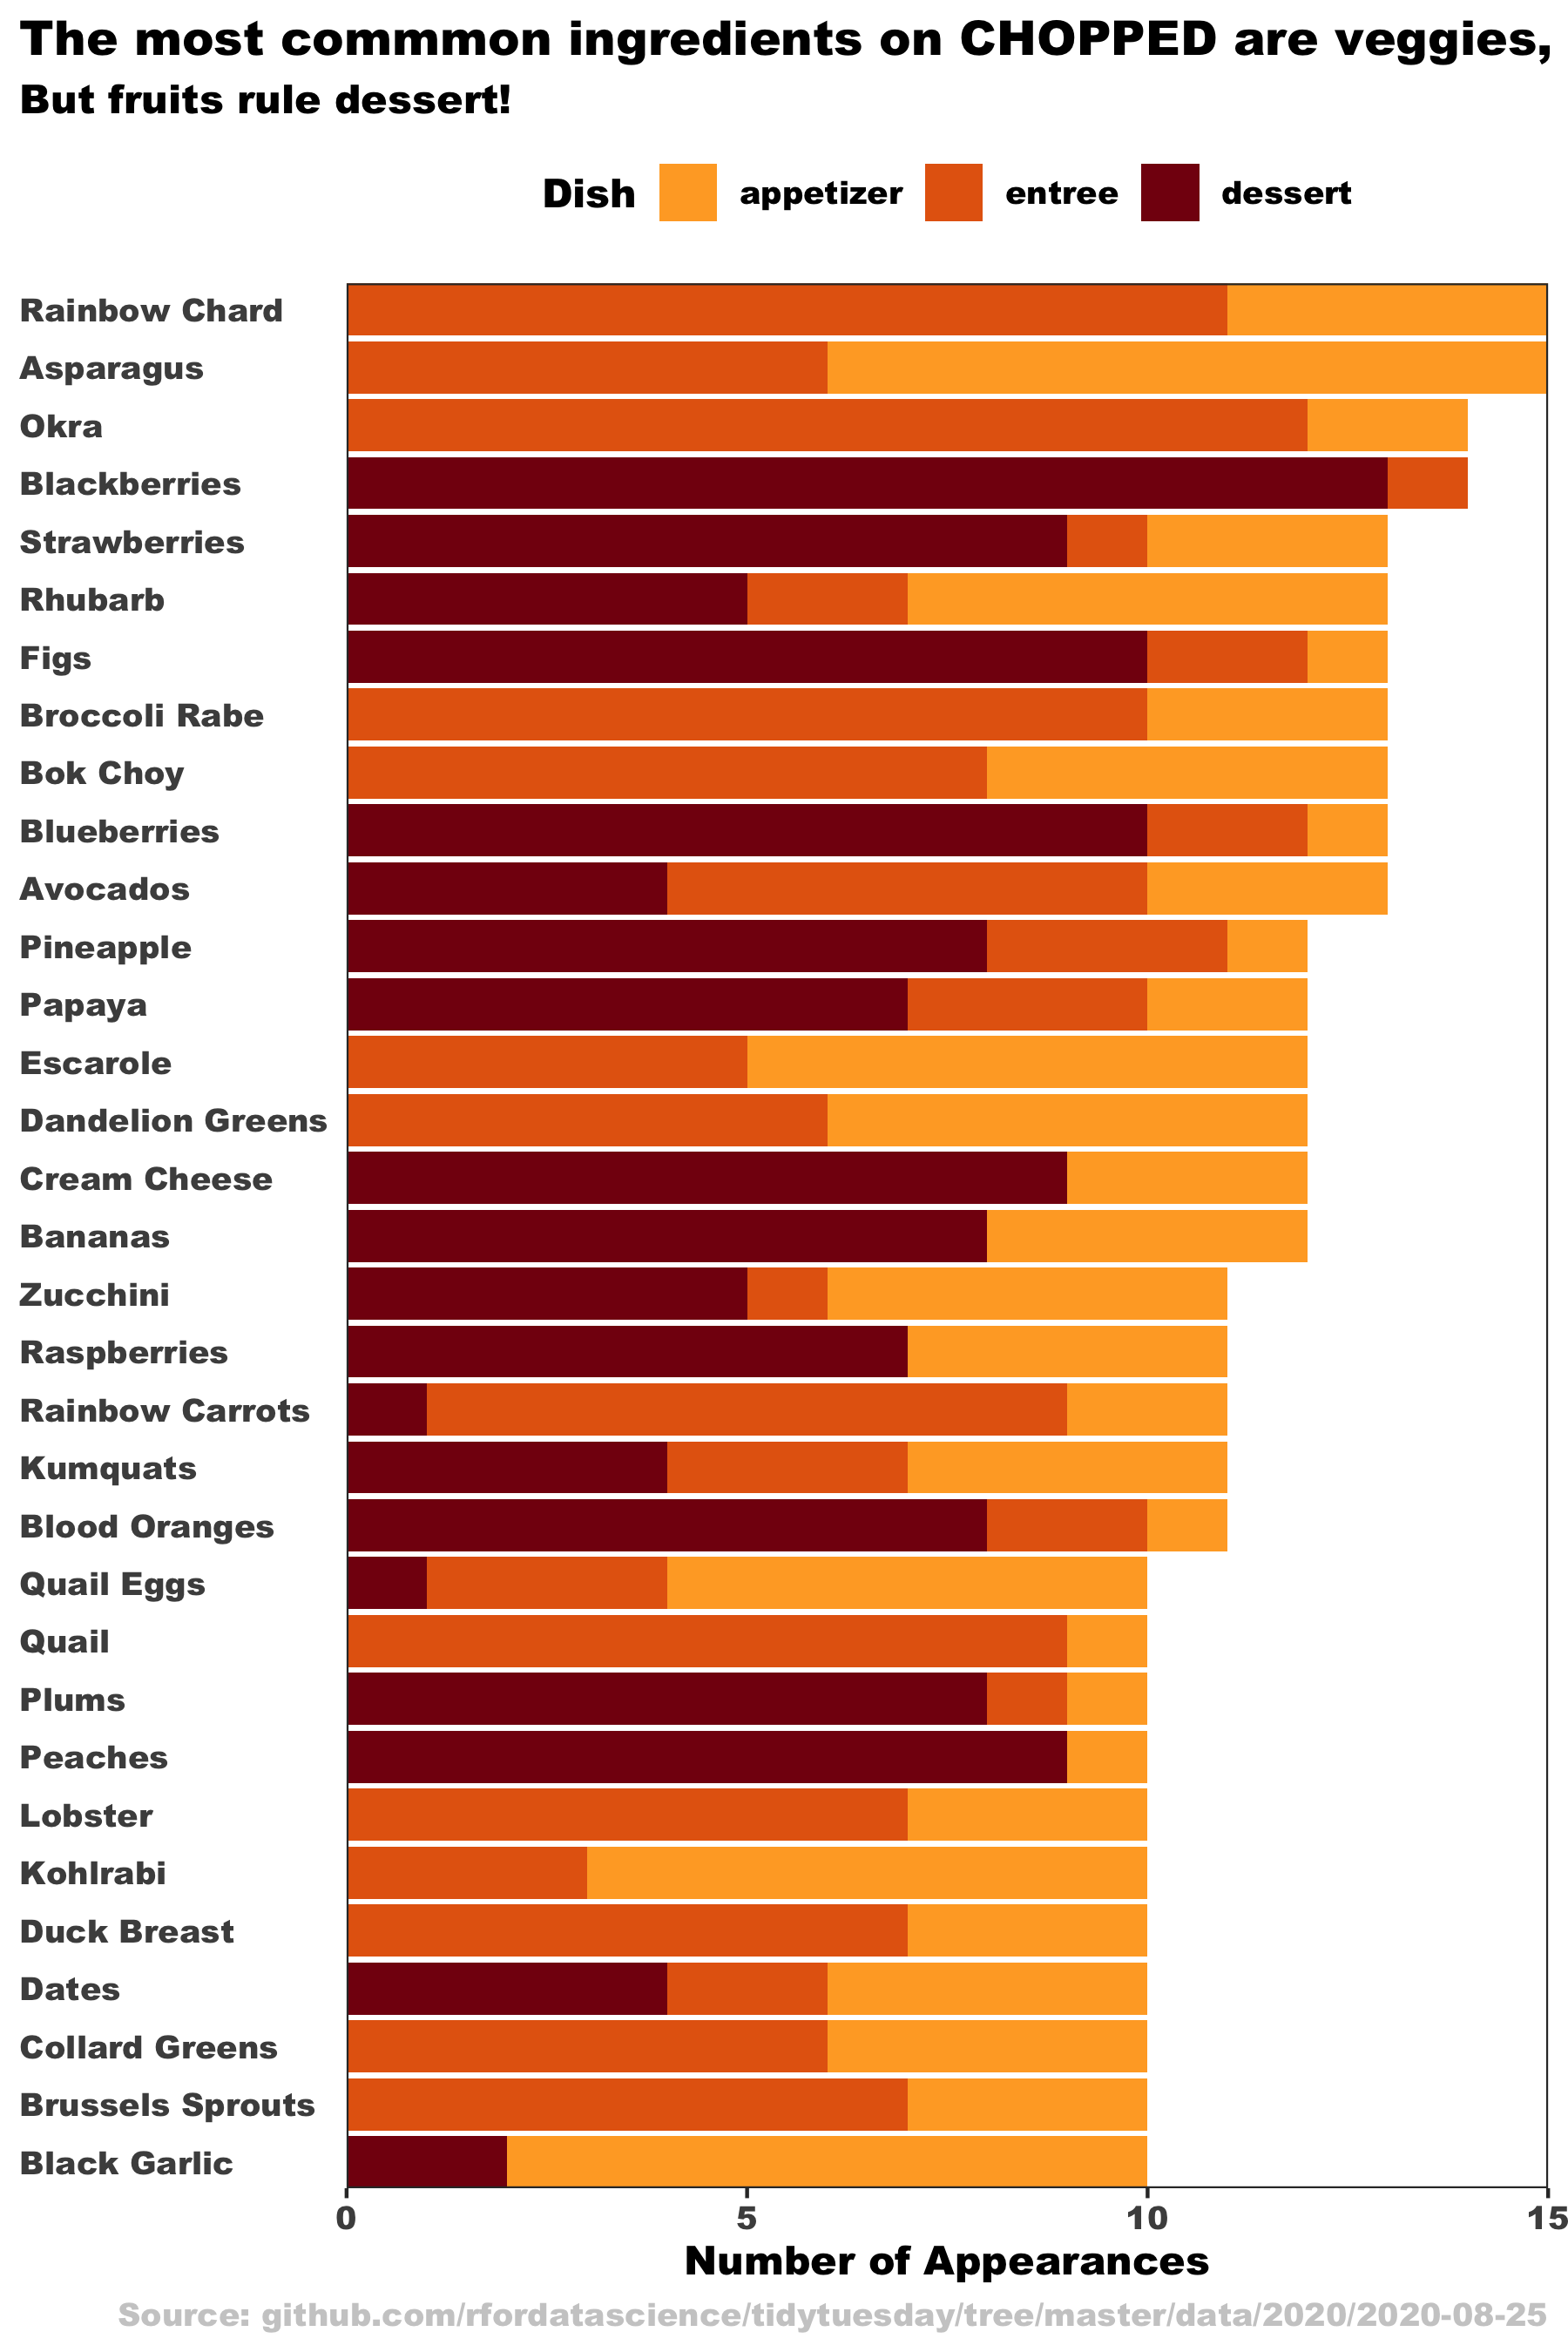 The most commmon ingredients on CHOPPED are veggies,
But fruits rule dessert!
Dish appetizer entree dessert
Rainbow Chard
Asparagus
Okra
Blackberries
Strawberries
Rhubarb
Figs
Broccoli Rabe
Bok Choy
Blueberries
Avocados
Pineapple
Papaya
Escarole
Dandelion Greens
Cream Cheese
Bananas
Zucchini
Raspberries
Rainbow Carrots
Kumquats
Blood Oranges
Quail Eggs
Quail
Plums
Peaches
Lobster
Kohlrabi
Duck Breast
Dates
Collard Greens
Brussels Sprouts
Black Garlic
0 5 10 15
Number of Appearances
Source: github.com/rfordatascience/tidytuesday/tree/master/data/2020/2020-08-25